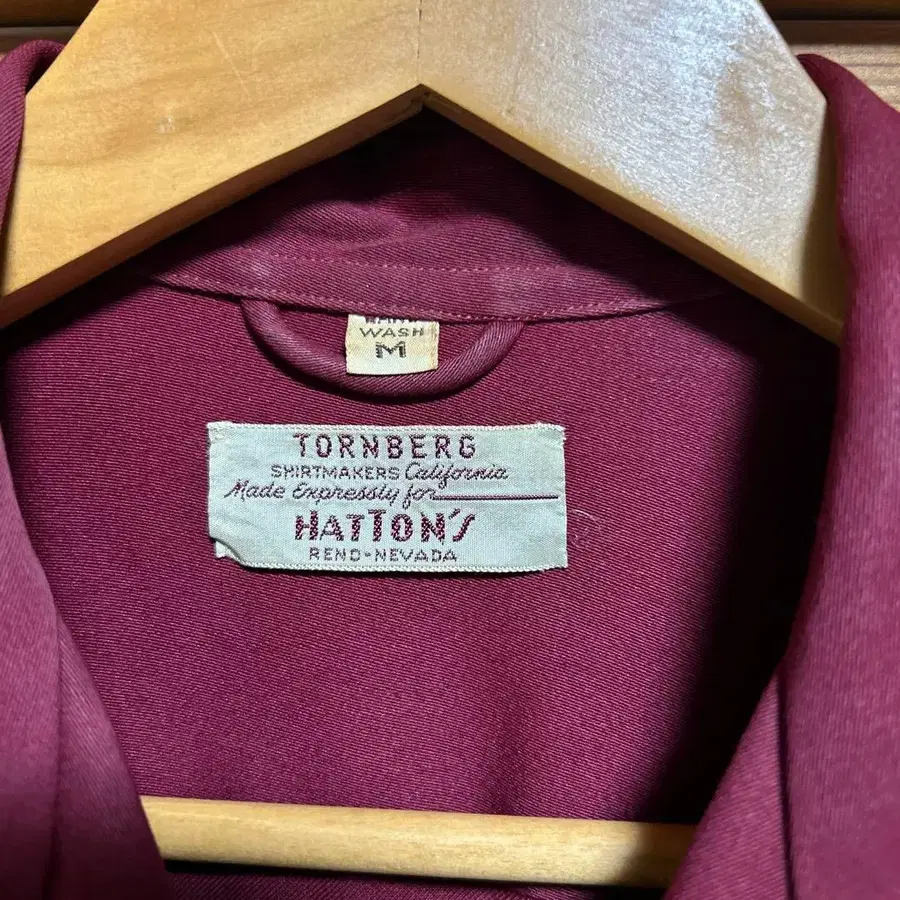 WASH
M
TORNBERG
SHIRTMAKERS California
Made Expressly for
HATTON'S
RENO-NEVADA